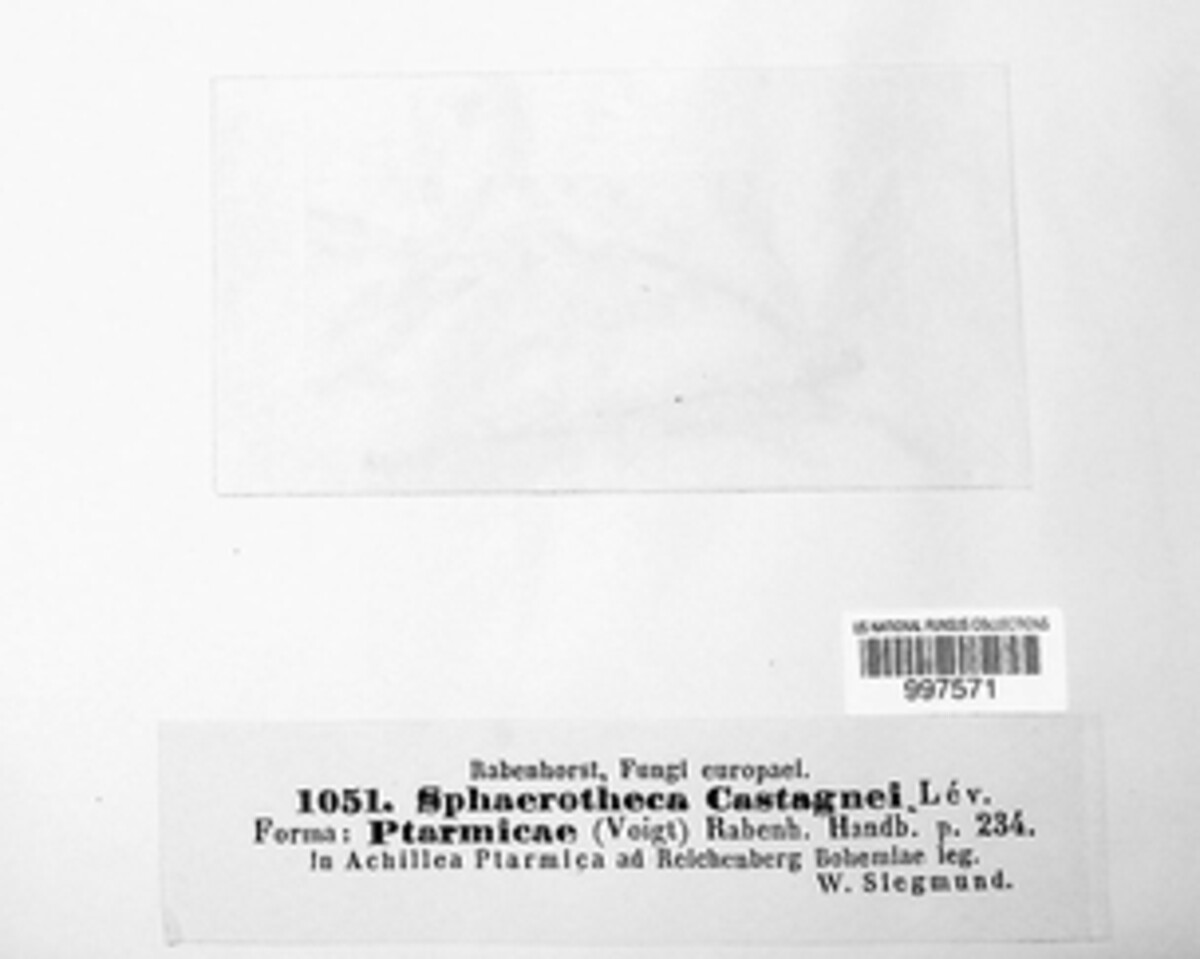 US NATIONAL FUNGUS COLLECTIONS
997571
Rabenhorst, Fungi europaei.
1051. Sphaerotheca Castagnei Lév.
Forma: Ptarmicae (Voigt) Rabenh. Handb. p. 234.
In Achillea Ptarmica ad Reichenberg Bohemiae leg.
W. Siegmund.